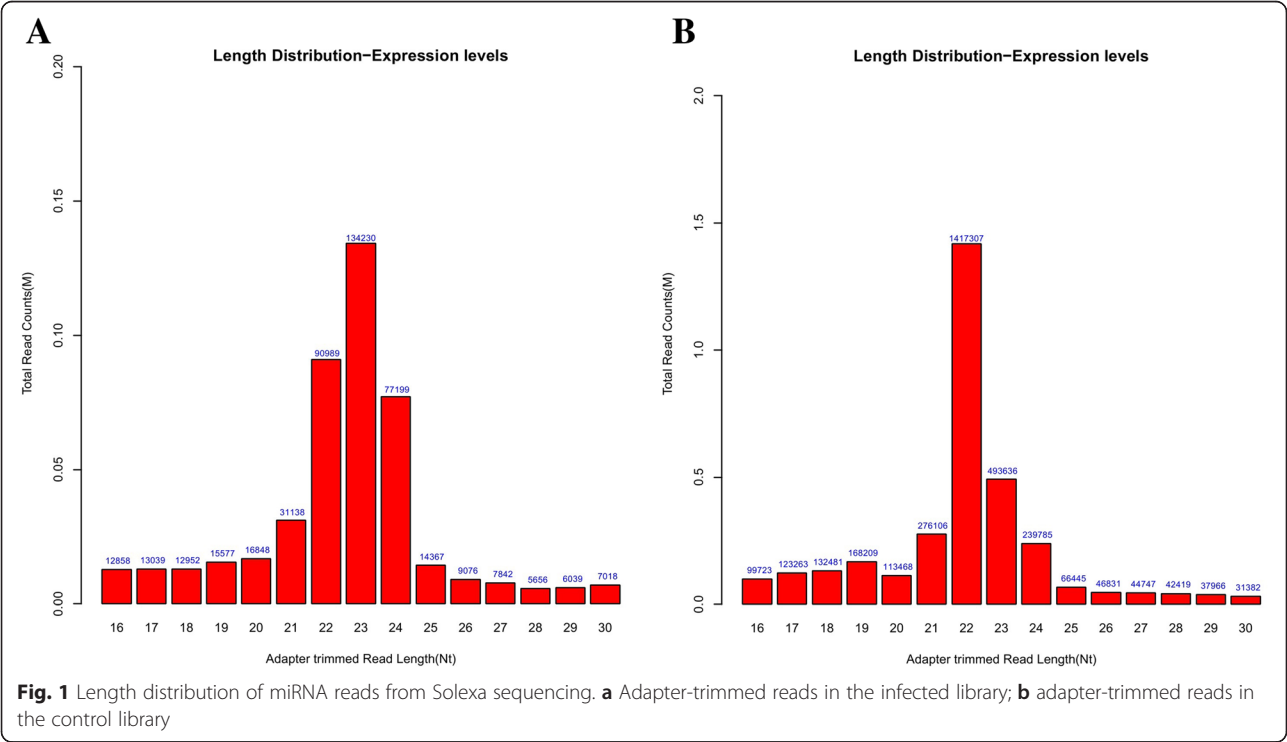 A
Length Distribution−Expression levels
Total Read Counts(M)
0.20
0.15
0.10
0.05
0.00
12858 13039 12952 15577 16848 31138 90989 134230 77199 14367 9076 7842 5656 6039 7018
16 17 18 19 20 21 22 23 24 25 26 27 28 29 30
Adapter trimmed Read Length(Nt)
B
Length Distribution−Expression levels
Total Read Counts(M)
2.0
1.5
1.0
0.5
0.0
99723 123263 132481 168209 113468 276106 1417307 493636 239785 66445 46831 44747 42419 37966 31382
16 17 18 19 20 21 22 23 24 25 26 27 28 29 30
Adapter trimmed Read Length(Nt)
Fig. 1 Length distribution of miRNA reads from Solexa sequencing. a Adapter-trimmed reads in the infected library; b adapter-trimmed reads in
the control library